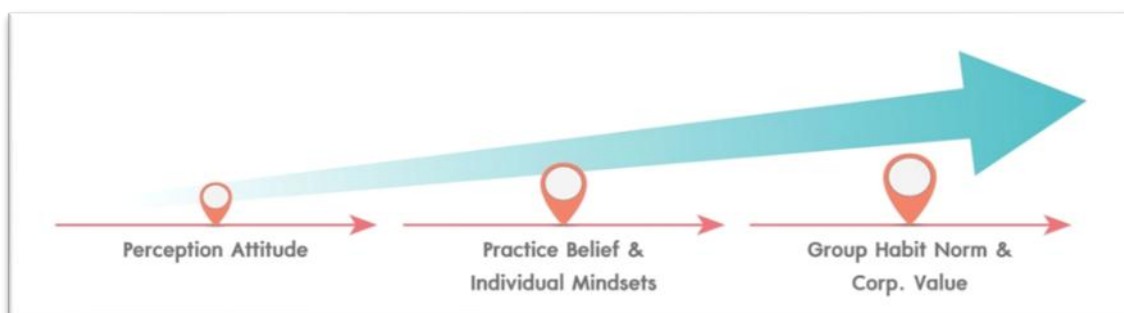 Perception Attitude
Practice Belief &
Individual Mindsets
Group Habit Norm &
Corp. Value